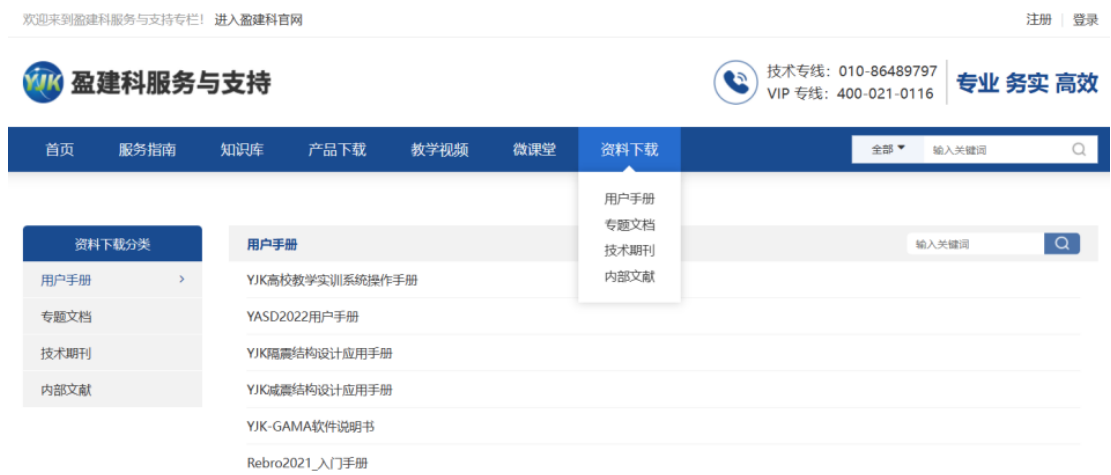 欢迎来到盈建科服务与支持专栏! 进入盈建科官网
注册 | 登录
YJK 盈建科服务与支持
技术专线：010-86489797
VIP 专线：400-021-0116
专业 务实 高效
首页 服务指南 知识库 产品下载 教学视频 微课堂 资料下载 全部 输入关键词
用户手册
专题文档
技术期刊
内部文献
资料下载分类
用户手册 >
专题文档
技术期刊
内部文献
用户手册 输入关键词
YJK高校教学实训系统操作手册
YASD2022用户手册
YJK隔震结构设计应用手册
YJK减震结构设计应用手册
YJK-GAMA软件说明书
Rebro2021_入门手册